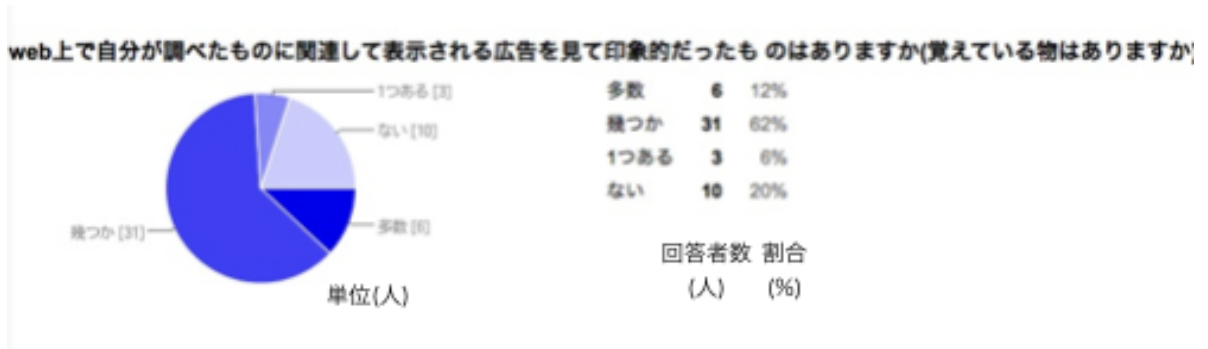 web上で自分が調べたものに関連して表示される広告を見て印象的だったも のはありますか(覚えている物はありますか)
1つある [3]
ない [10]
幾つか [31]
多数 [6]
単位(人)
多数 6 12%
幾つか 31 62%
1つある 3 6%
ない 10 20%
回答者数 割合
(人) (%)